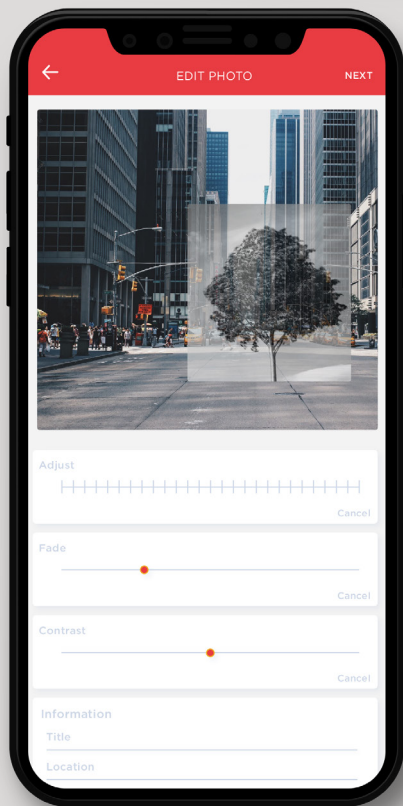 EDIT PHOTO
NEXT
Adjust
Cancel
Fade
Cancel
Contrast
Cancel
Information
Title
Location